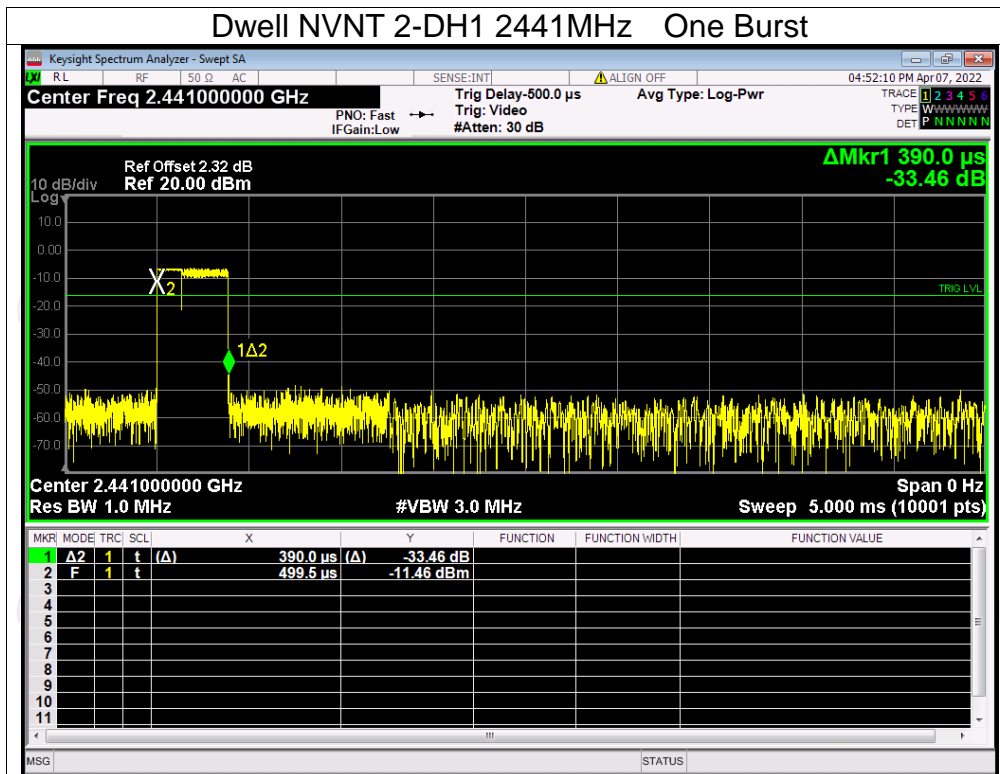 Dwell NVNT 2-DH1 2441MHz One Burst
Keysight Spectrum Analyzer - Swept SA
LXI RL RF 50 Ω AC SENSE:INT ALIGN OFF 04:52:10 PM Apr 07, 2022
Center Freq 2.441000000 GHz
PNO: Fast
IFGain:Low
Trig Delay-500.0 µs
Trig: Video
#Atten: 30 dB
Avg Type: Log-Pwr
TRACE 1 2 3 4 5 6
TYPE WWWWWW
DET P N N N N N
ΔMkr1 390.0 µs
-33.46 dB
Ref Offset 2.32 dB
10 dB/div Ref 20.00 dBm
Log
10.0
0.00
-10.0
-20.0
-30.0
-40.0
-50.0
-60.0
-70.0
X2
TRIG LVL
1Δ2
Center 2.441000000 GHz Span 0 Hz
Res BW 1.0 MHz #VBW 3.0 MHz Sweep 5.000 ms (10001 pts)
MKR MODE TRC SCL X Y FUNCTION FUNCTION WIDTH FUNCTION VALUE
1 Δ2 1 t (Δ) 390.0 µs (Δ) -33.46 dB
2 F 1 t 499.5 µs -11.46 dBm
3
4
5
6
7
8
9
10
11
MSG STATUS